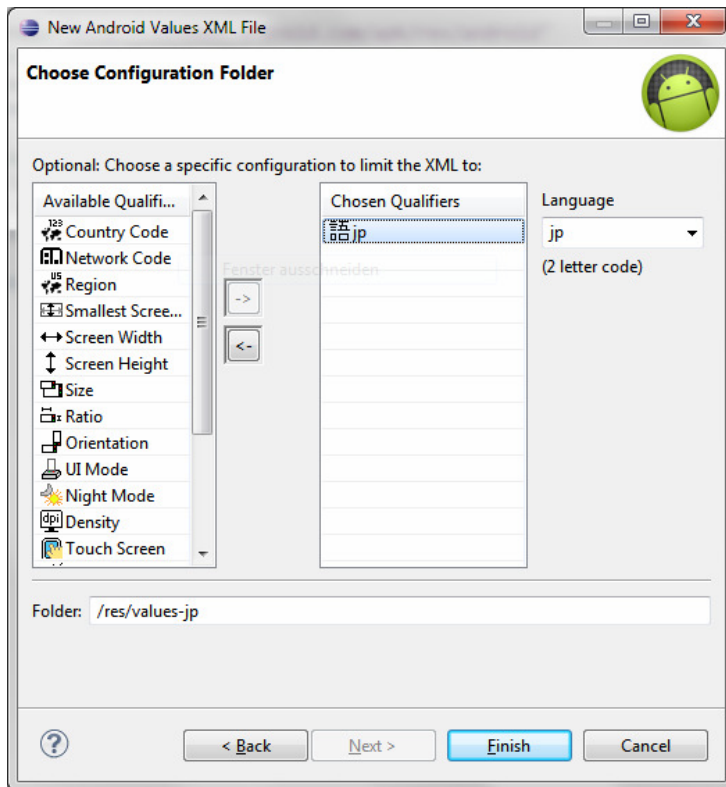 New Android Values XML File
Choose Configuration Folder
Optional: Choose a specific configuration to limit the XML to:
Available Qualifi...
Country Code
Network Code
Region
Smallest Scree...
Screen Width
Screen Height
Size
Ratio
Orientation
UI Mode
Night Mode
Density
Touch Screen
Fenster ausschneiden
->
<-
Chosen Qualifiers
語jp
Language
jp
(2 letter code)
Folder: /res/values-jp
< Back
Next >
Finish
Cancel